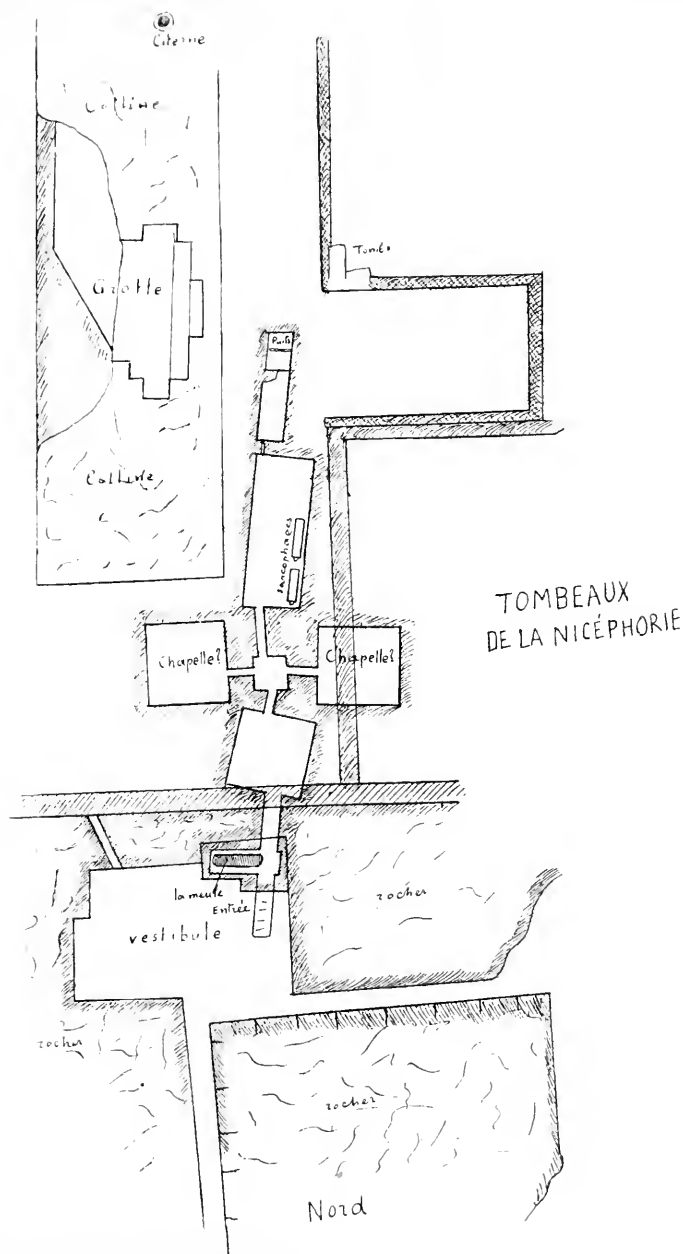 Citerne
Colline
Tombe
Grotte
Puits
Colline
Sarcophages
TOMBEAUX
DE LA NICÉPHORIE
Chapelle?
Chapelle?
la meule
Entrée
rocher
vestibule
rocher
rocher
Nord